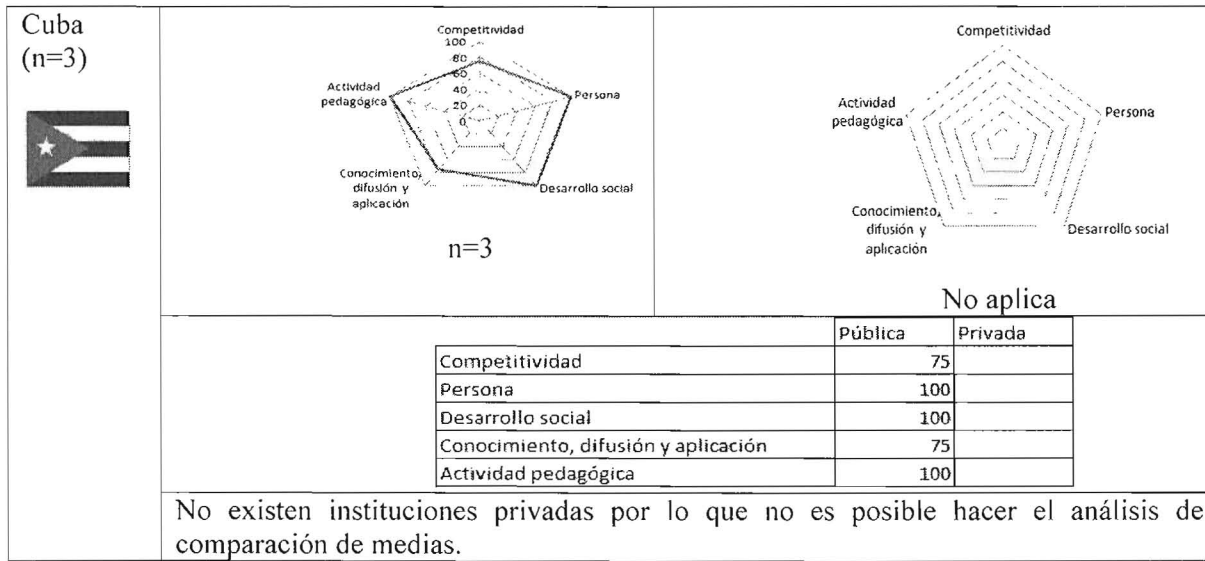 Cuba
(n=3)
Competitividad
100
80
60
40
20
0
Persona
Desarrollo social
Conocimiento,
difusión y
aplicación
Actividad
pedagógica
n=3
Competitividad
Persona
Desarrollo social
Conocimiento,
difusión y
aplicación
Actividad
pedagógica
No aplica
Pública Privada
Competitividad 75
Persona 100
Desarrollo social 100
Conocimiento, difusión y aplicación 75
Actividad pedagógica 100
No existen instituciones privadas por lo que no es posible hacer el análisis de
comparación de medias.